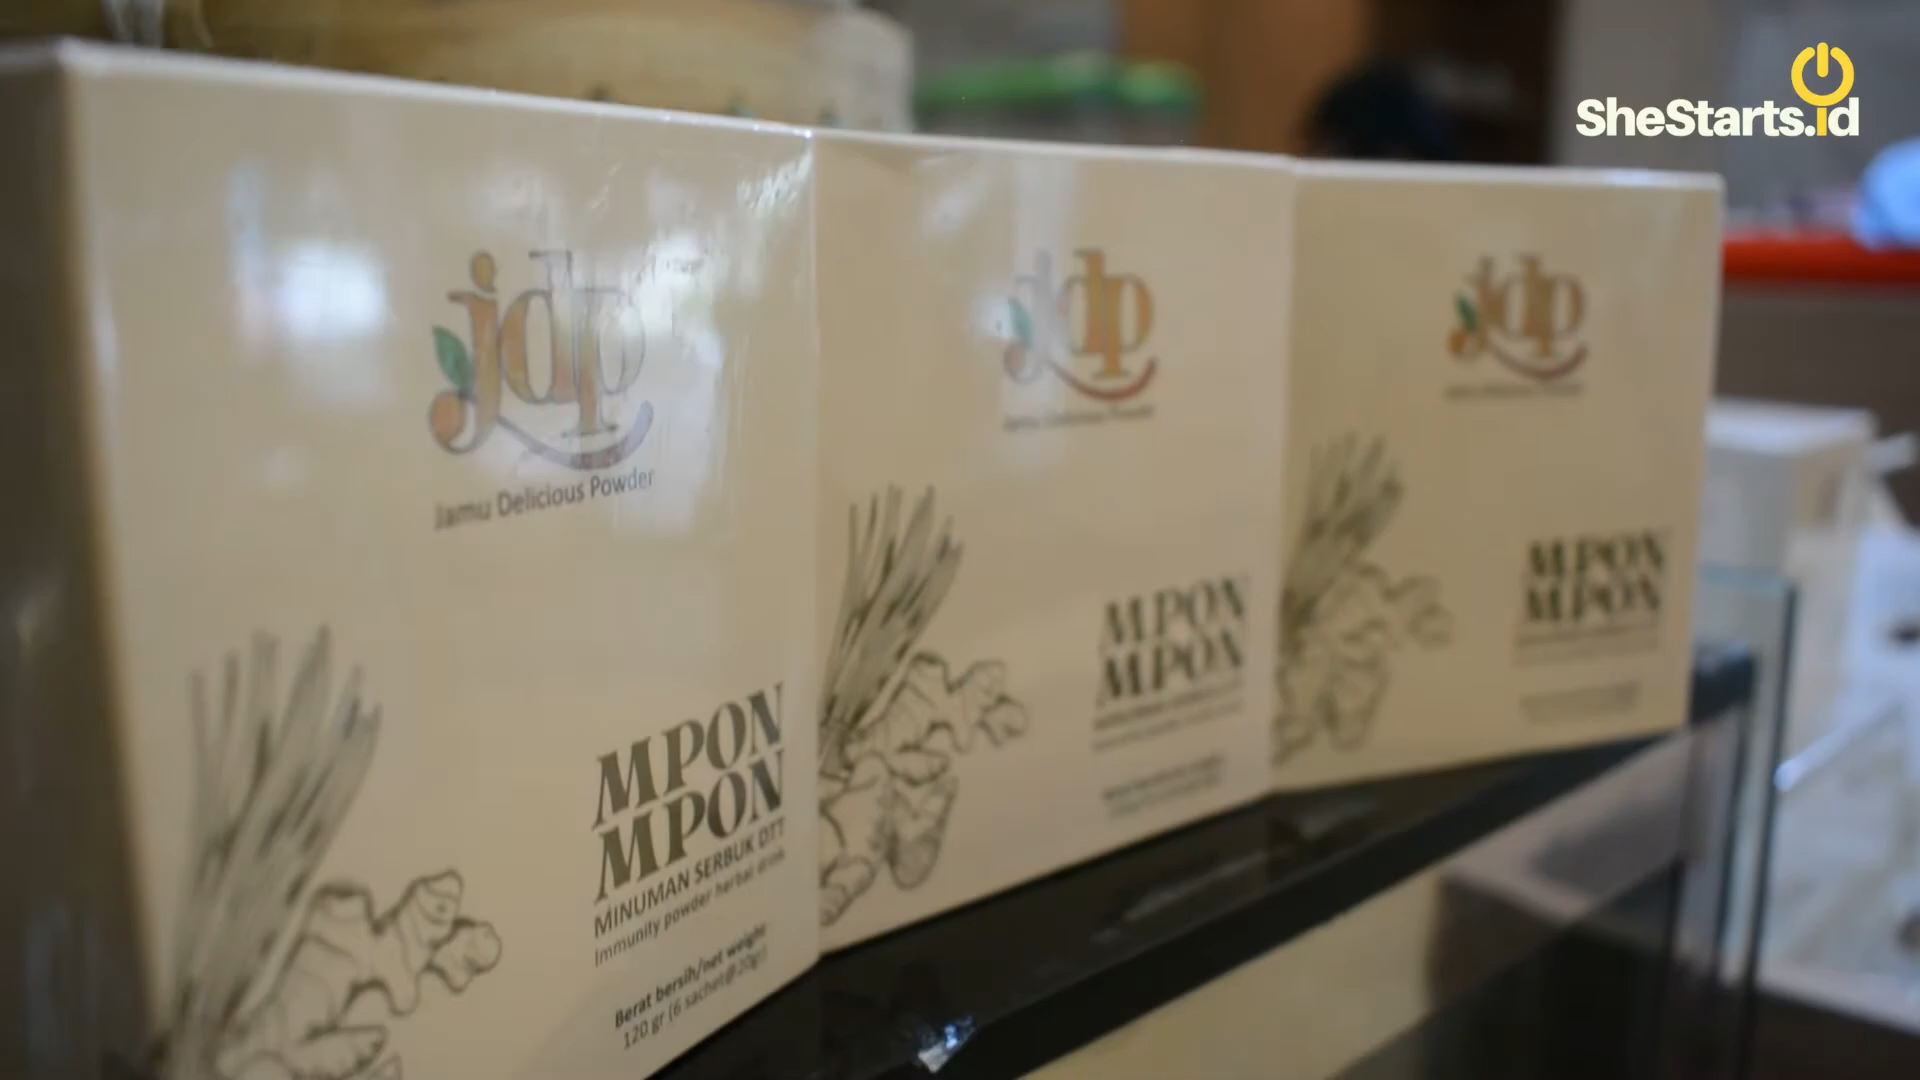 SheStarts.id
jdp
Jamu Delicious Powder
MPON
MPON
MINUMAN SERBUK DTT
Immunity powder herbal drink
Berat bersih/net weight
120 gr (6 sachet@20gr)
jdp
Jamu Delicious Powder
MPON
MPON
jdp
MPON
MPON